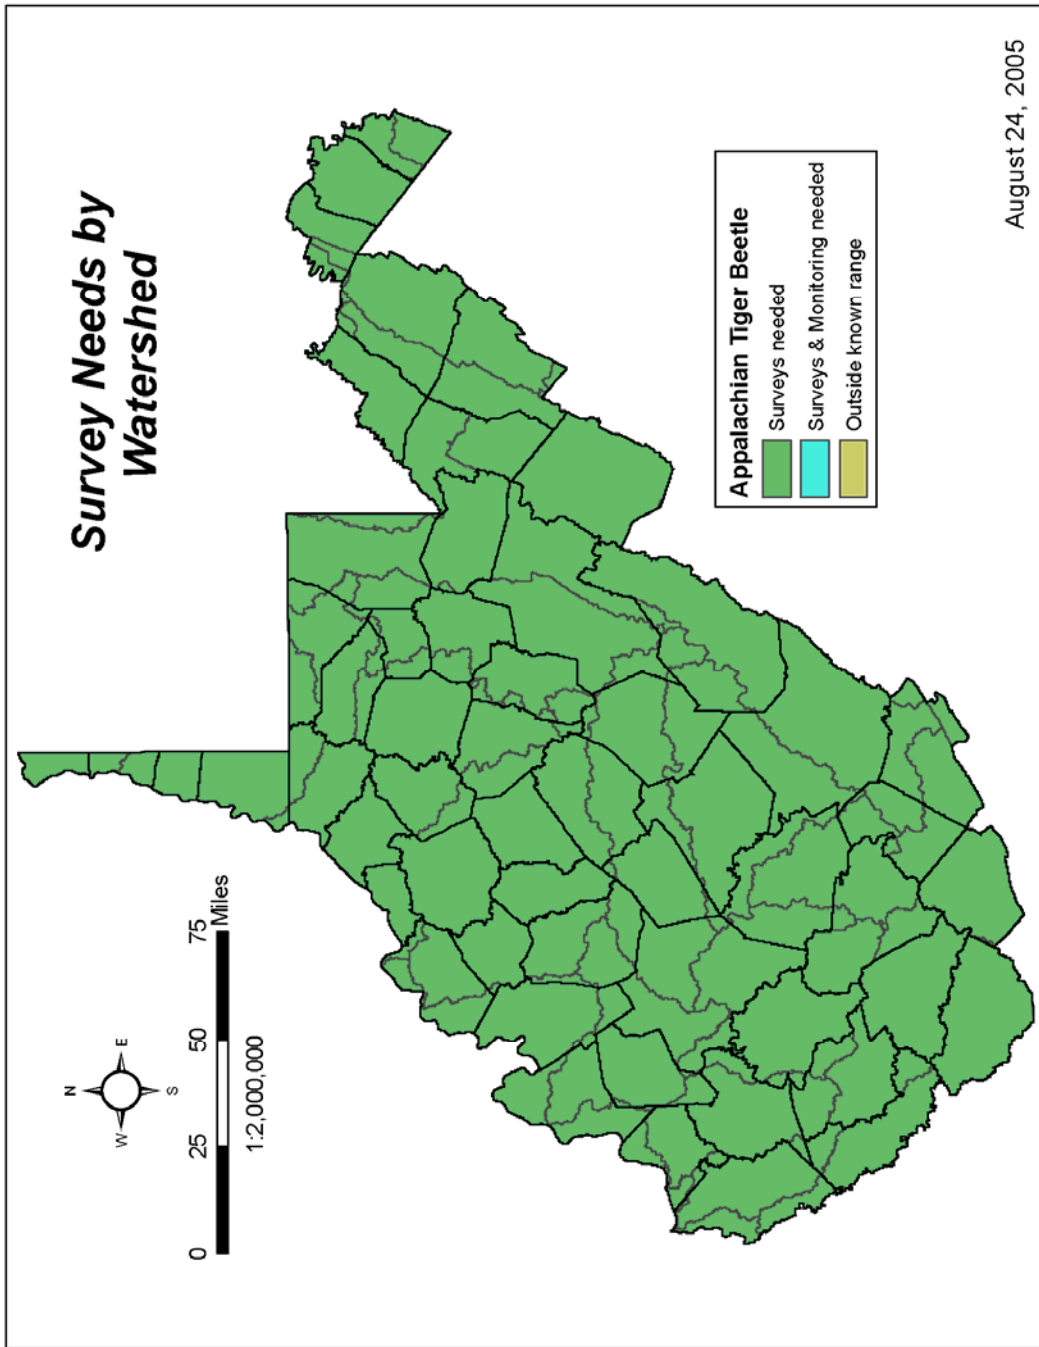 Survey Needs by
Watershed
N
W E
S
0 25 50 75
Miles
1:2,000,000
Appalachian Tiger Beetle
Surveys needed
Surveys & Monitoring needed
Outside known range
August 24, 2005